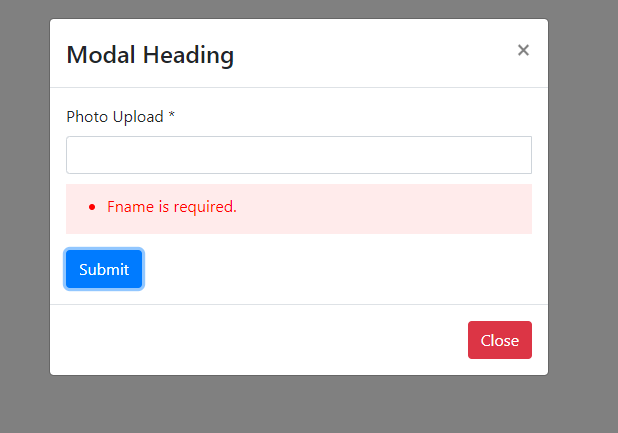 Modal Heading
×
Photo Upload *
Fname is required.
Submit
Close